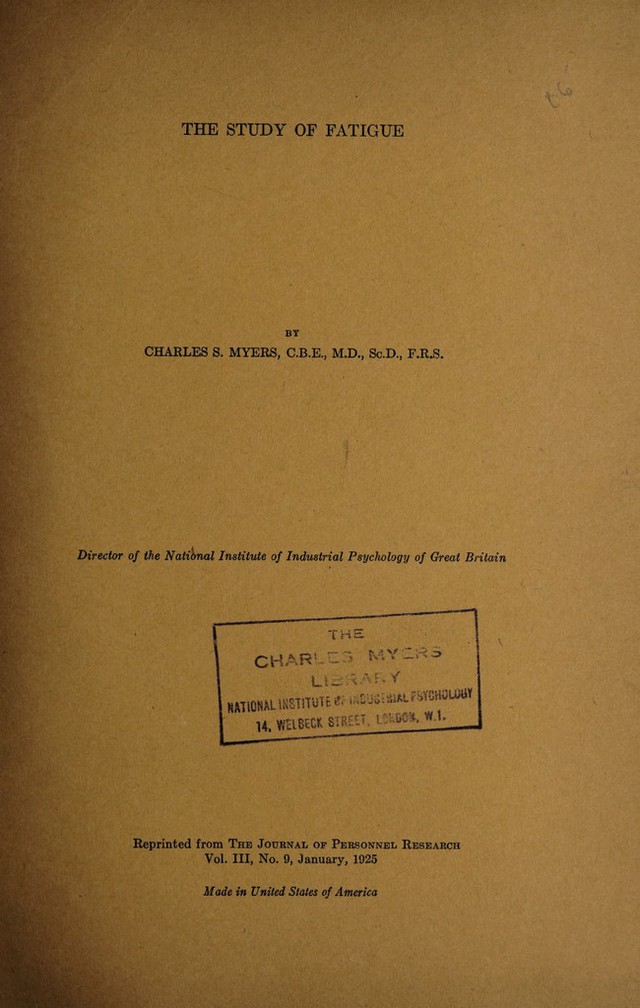 THE STUDY OF FATIGUE
BY
CHARLES S. MYERS, C.B.E., M.D., Sc.D., F.R.S.
Director of the National Institute of Industrial Psychology of Great Britain
THE
CHARLES MYERS
LIBRARY
NATIONAL INSTITUTE OF INDUSTRIAL PSYCHOLOGY
14, WELBECK STREET, LONDON, W.1.
Reprinted from THE JOURNAL OF PERSONNEL RESEARCH
Vol. III, No. 9, January, 1925
Made in United States of America